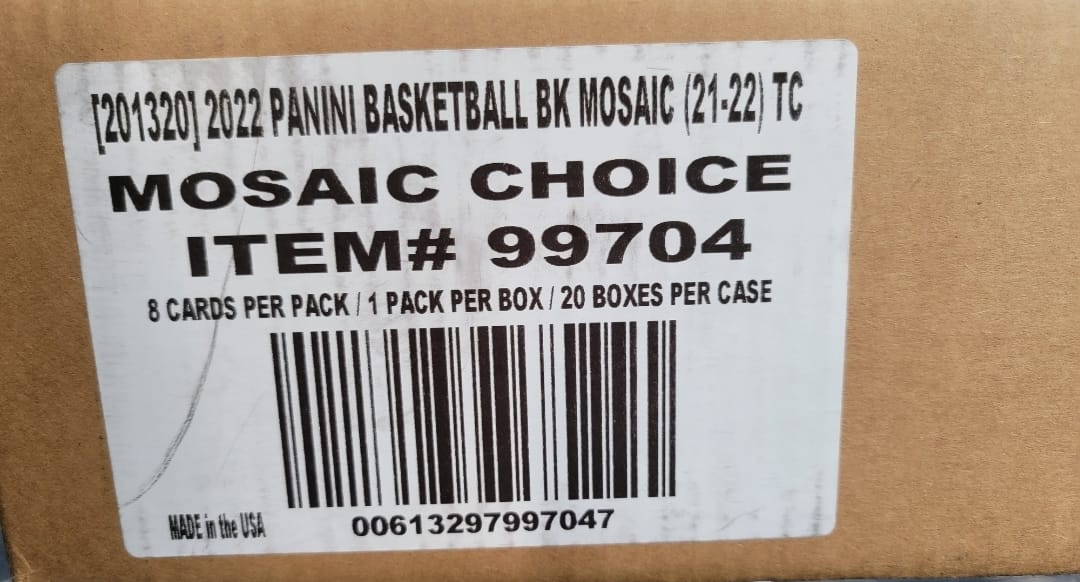 [201320] 2022 PANINI BASKETBALL BK MOSAIC (21-22) TC
MOSAIC CHOICE
ITEM# 99704
8 CARDS PER PACK / 1 PACK PER BOX / 20 BOXES PER CASE
MADE in the USA
00613297997047